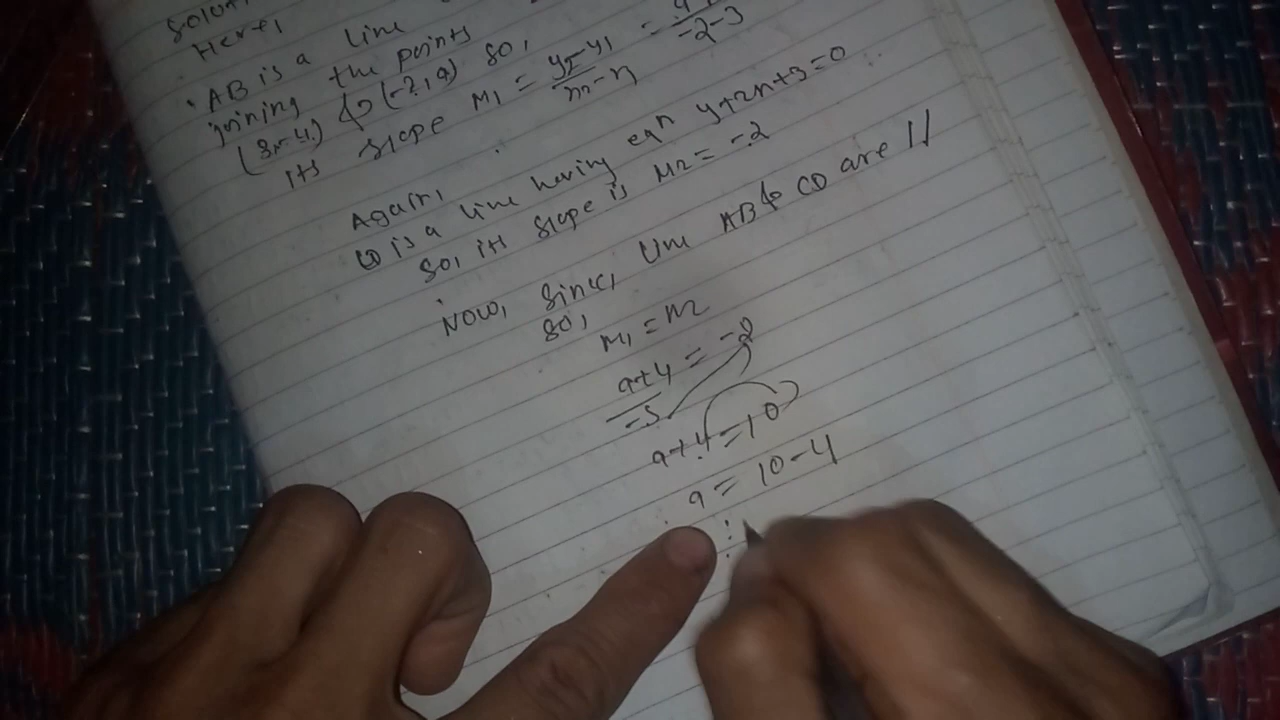 Solut
Here,
AB is a line
joining the points
(3,-4) & (-2,a) so,
its slope M₁ = y₂-y₁ / x₂-x₁ = a / -2-3
Again,
CD is a line having eqn y+2x+3=0
So, its slope is M₂ = -2
Now, Since, line AB & CD are //
So,
M₁ = M₂
a+4 / -5 = -2
a+4 = 10
a = 10-4